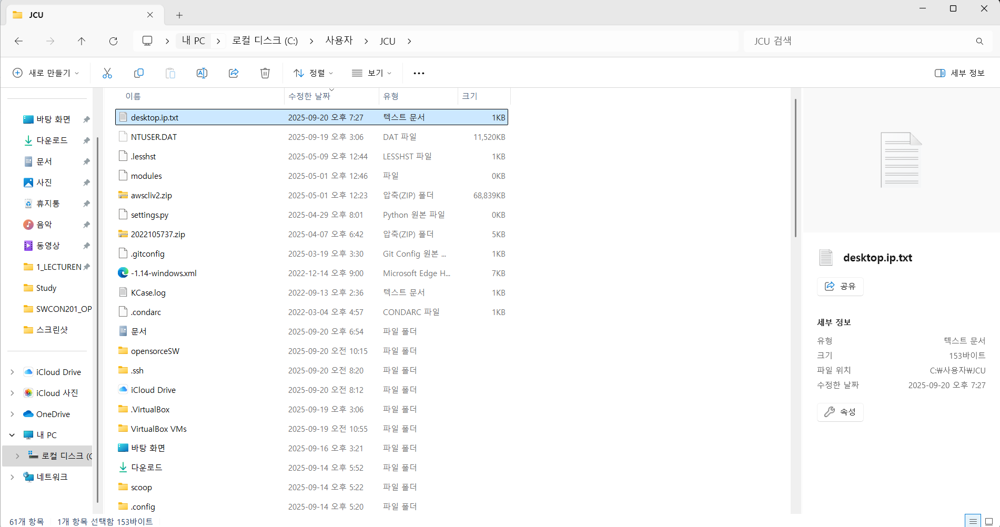 JCU
내 PC 로컬 디스크 (C:) 사용자 JCU
JCU 검색
새로 만들기 정렬 보기 세부 정보
바탕 화면
다운로드
문서
사진
휴지통
음악
동영상
1_LECTUREN
Study
SWCON201_OP
스크린샷
iCloud Drive
iCloud 사진
OneDrive
내 PC
로컬 디스크 (C
네트워크
이름 수정한 날짜 유형 크기
desktop.ip.txt 2025-09-20 오후 7:27 텍스트 문서 1KB
NTUSER.DAT 2025-09-19 오후 3:06 DAT 파일 11,520KB
.lesshst 2025-05-09 오후 12:44 LESSHST 파일 1KB
modules 2025-05-01 오후 12:46 파일 0KB
awscliv2.zip 2025-05-01 오후 12:23 압축(ZIP) 폴더 68,839KB
settings.py 2025-04-29 오후 8:01 Python 원본 파일 0KB
2022105737.zip 2025-04-07 오후 6:42 압축(ZIP) 폴더 5KB
.gitconfig 2025-03-19 오후 3:30 Git Config 원본 ... 1KB
-1.14-windows.xml 2022-12-14 오후 9:00 Microsoft Edge H... 7KB
KCase.log 2022-09-13 오후 2:36 텍스트 문서 1KB
.condarc 2022-03-04 오후 4:57 CONDARC 파일 1KB
문서 2025-09-20 오후 6:54 파일 폴더
opensorceSW 2025-09-20 오전 10:15 파일 폴더
.ssh 2025-09-20 오전 8:20 파일 폴더
iCloud Drive 2025-09-20 오전 8:12 파일 폴더
.VirtualBox 2025-09-19 오후 3:06 파일 폴더
VirtualBox VMs 2025-09-19 오전 10:55 파일 폴더
바탕 화면 2025-09-16 오후 3:21 파일 폴더
다운로드 2025-09-14 오후 5:52 파일 폴더
scoop 2025-09-14 오후 5:22 파일 폴더
.config 2025-09-14 오후 5:20 파일 폴더
desktop.ip.txt
공유
세부 정보
유형 텍스트 문서
크기 153바이트
파일 위치 C:₩사용자₩JCU
수정한 날짜 2025-09-20 오후 7:27
속성
61개 항목 1개 항목 선택함 153바이트